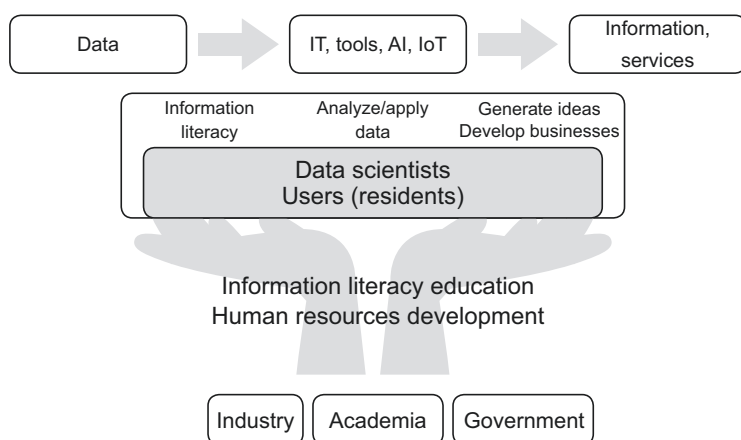 Data
IT, tools, AI, IoT
Information,
services
Information
literacy
Analyze/apply
data
Generate ideas
Develop businesses
Data scientists
Users (residents)
Information literacy education
Human resources development
Industry
Academia
Government